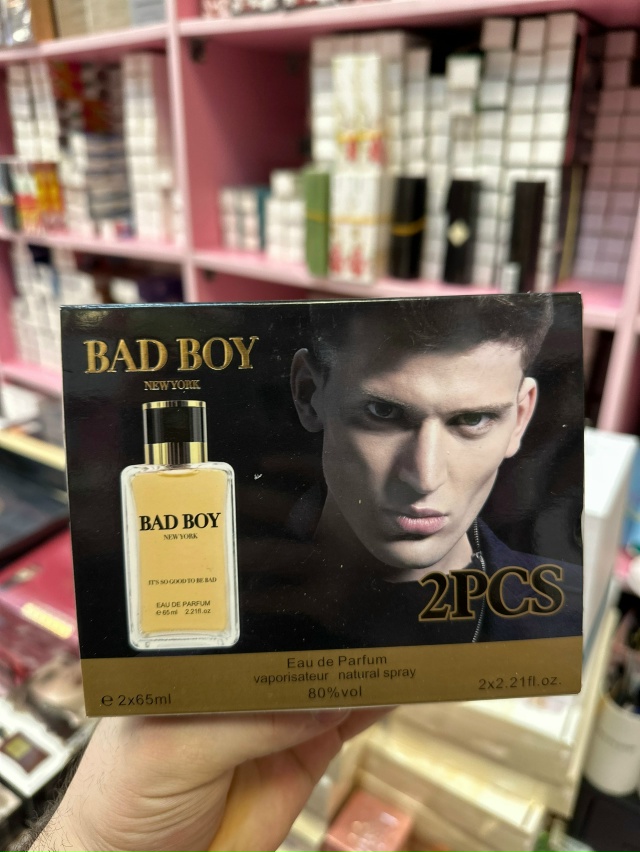 BAD BOY
NEW YORK
BAD BOY
NEW YORK
IT'S SO GOOD TO BE BAD
EAU DE PARFUM
℮65ml 2.21fl.oz
2PCS
Eau de Parfum
vaporisateur natural spray
80%vol
℮ 2x65ml
2x2.21fl.oz.